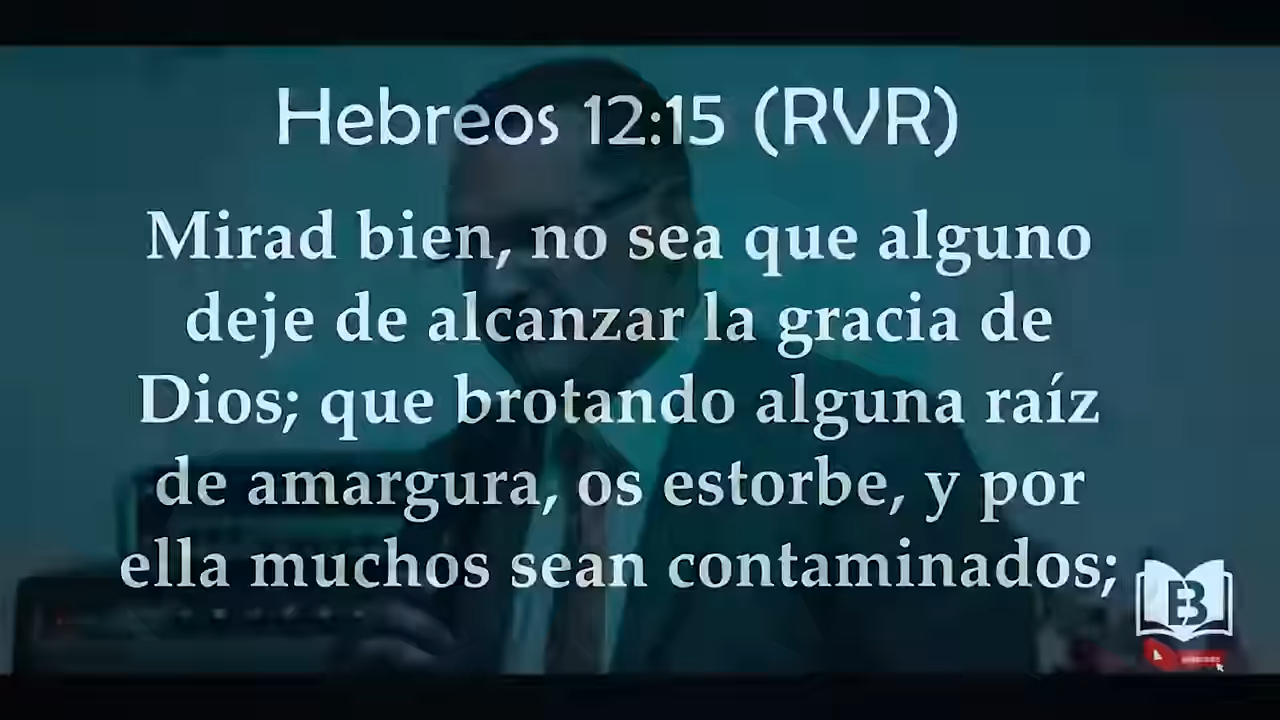 Hebreos 12:15 (RVR)
Mirad bien, no sea que alguno
deje de alcanzar la gracia de
Dios; que brotando alguna raíz
de amargura, os estorbe, y por
ella muchos sean contaminados;
EB